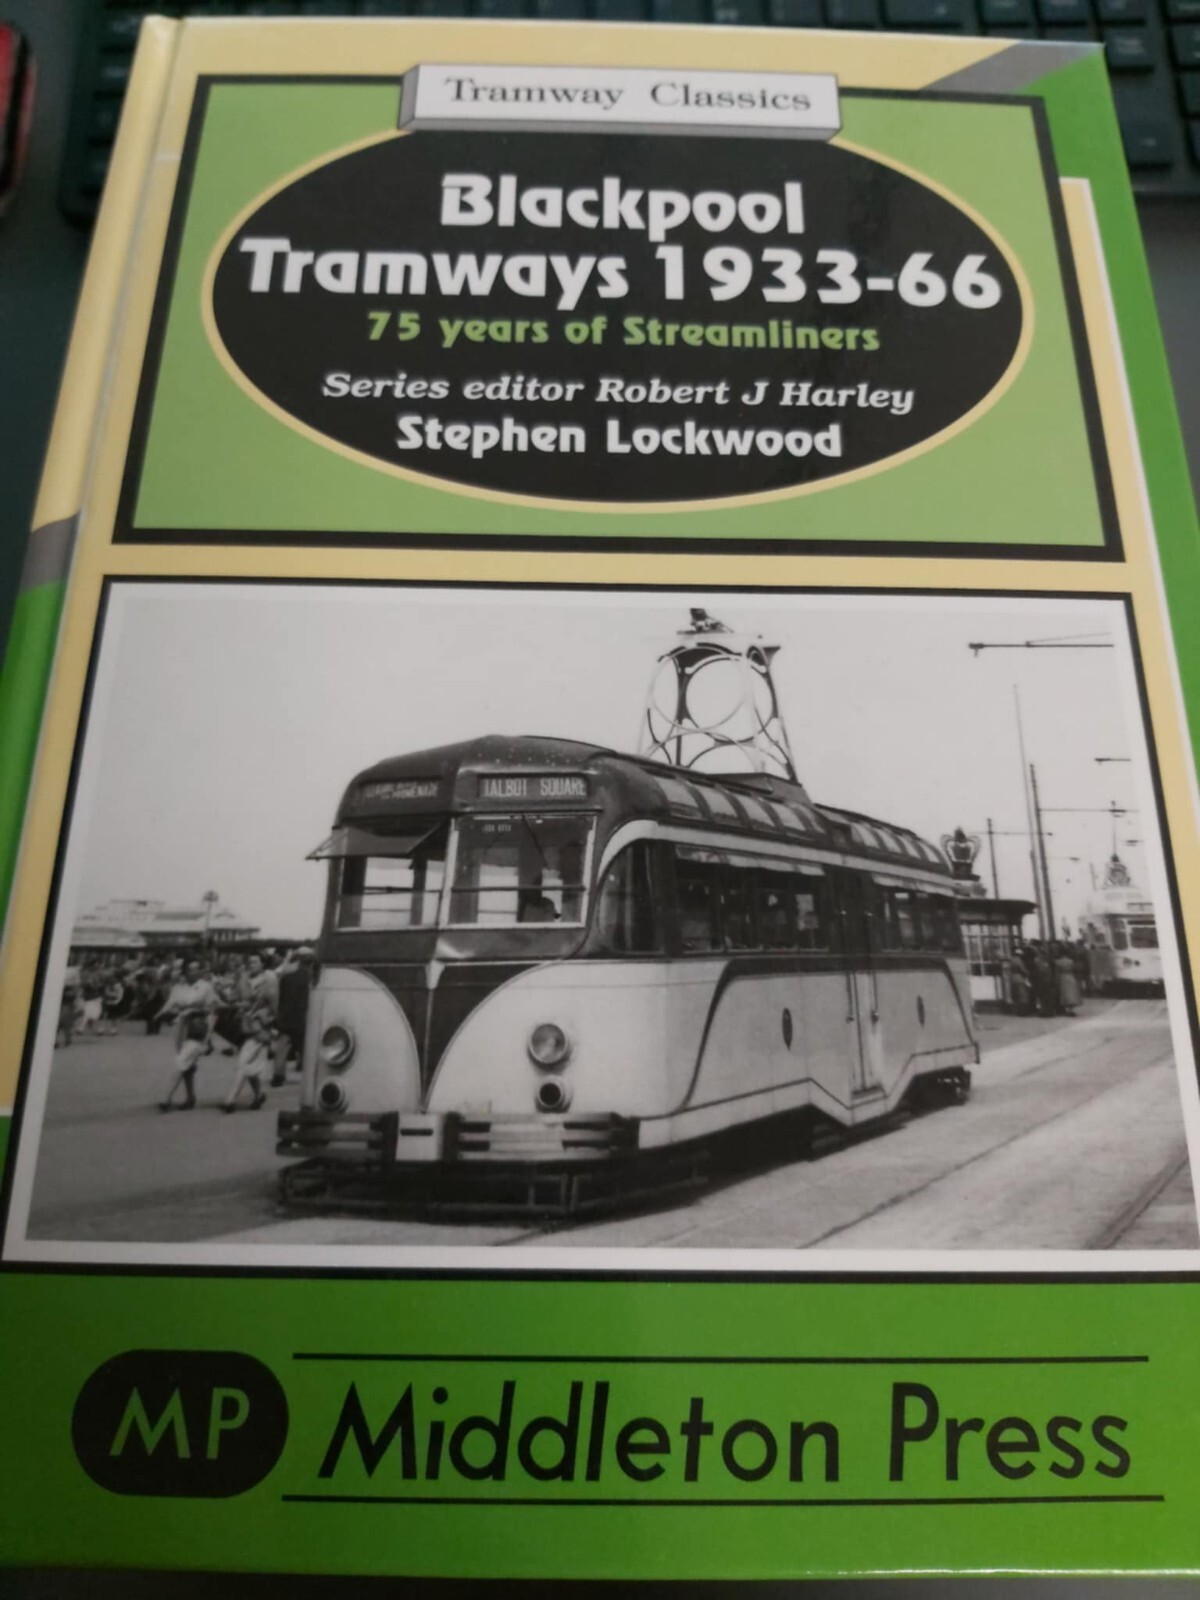 Tramway Classics
Blackpool
Tramways 1933-66
75 years of Streamliners
Series editor Robert J Harley
Stephen Lockwood
PROMENADE
TALBOT SQUARE
MP Middleton Press